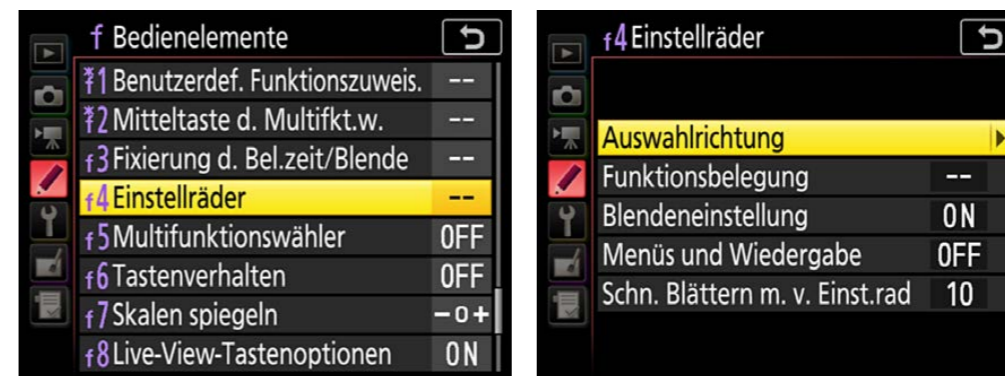 f Bedienelemente
*f1 Benutzerdef. Funktionszuweis. --
*f2 Mitteltaste d. Multifkt.w. --
f3 Fixierung d. Bel.zeit/Blende --
f4 Einstellräder --
f5 Multifunktionswähler OFF
f6 Tastenverhalten OFF
f7 Skalen spiegeln -0+
f8 Live-View-Tastenoptionen ON
f4 Einstellräder
Auswahlrichtung
Funktionsbelegung --
Blendeneinstellung ON
Menüs und Wiedergabe OFF
Schn. Blättern m. v. Einst.rad 10